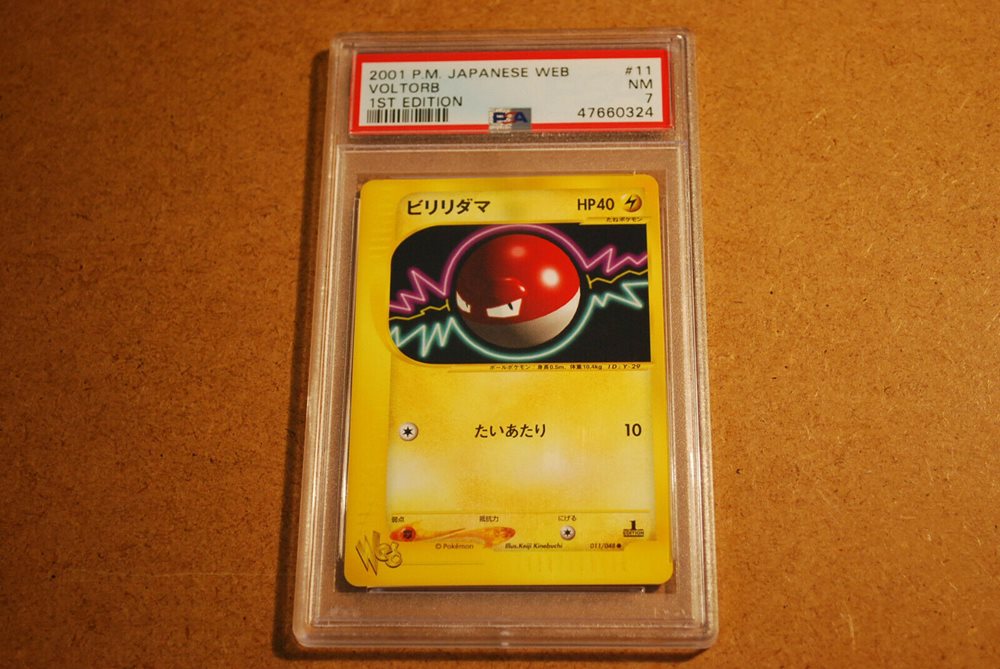 2001 P.M. JAPANESE WEB #11
VOLTORB NM
1ST EDITION 7
PSA 47660324
ビリリダマ HP40
たねポケモン
ボールポケモン 身長0.5m、体重10.4kg ID:Y-29
たいあたり 10
弱点 抵抗力 にげる
1 EDITION
Web © Pokémon Illus.Keiji Kinebuchi 011/048 ●